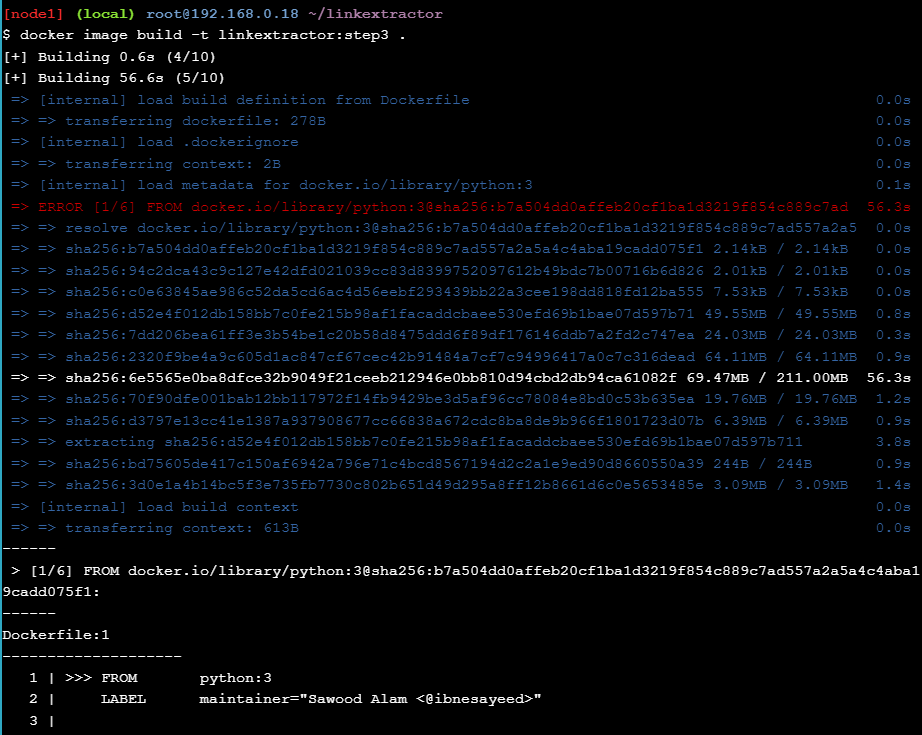 [node1] (local) root@192.168.0.18 ~/linkextractor
$ docker image build -t linkextractor:step3 .
[+] Building 0.6s (4/10)
[+] Building 56.6s (5/10)
=> [internal] load build definition from Dockerfile 0.0s
=> => transferring dockerfile: 278B 0.0s
=> [internal] load .dockerignore 0.0s
=> => transferring context: 2B 0.0s
=> [internal] load metadata for docker.io/library/python:3 0.1s
=> ERROR [1/6] FROM docker.io/library/python:3@sha256:b7a504dd0affeb20cf1ba1d3219f854c889c7ad 56.3s
=> => resolve docker.io/library/python:3@sha256:b7a504dd0affeb20cf1ba1d3219f854c889c7ad557a2a5 0.0s
=> => sha256:b7a504dd0affeb20cf1ba1d3219f854c889c7ad557a2a5a4c4aba19cadd075f1 2.14kB / 2.14kB 0.0s
=> => sha256:94c2dca43c9c127e42dfd021039cc83d8399752097612b49bdc7b00716b6d826 2.01kB / 2.01kB 0.0s
=> => sha256:c0e63845ae986c52da5cd6ac4d56eebf293439bb22a3cee198dd818fd12ba555 7.53kB / 7.53kB 0.0s
=> => sha256:d52e4f012db158bb7c0fe215b98af1facaddcbaee530efd69b1bae07d597b71 49.55MB / 49.55MB 0.8s
=> => sha256:7dd206bea61ff3e3b54be1c20b58d8475ddd6f89df176146ddb7a2fd2c747ea 24.03MB / 24.03MB 0.3s
=> => sha256:2320f9be4a9c605d1ac847cf67cec42b91484a7cf7c94996417a0c7c316dead 64.11MB / 64.11MB 0.9s
=> => sha256:6e5565e0ba8dfce32b9049f21ceeb212946e0bb810d94cbd2db94ca61082f 69.47MB / 211.00MB 56.3s
=> => sha256:70f90dfe001bab12bb117972f14fb9429be3d5af96cc78084e8bd0c53b635ea 19.76MB / 19.76MB 1.2s
=> => sha256:d3797e13cc41e1387a937908677cc66838a672cdc8ba8de9b966f1801723d07b 6.39MB / 6.39MB 0.9s
=> => extracting sha256:d52e4f012db158bb7c0fe215b98af1facaddcbaee530efd69b1bae07d597b711 3.8s
=> => sha256:bd75605de417c150af6942a796e71c4bcd8567194d2c2a1e9ed90d8660550a39 244B / 244B 0.9s
=> => sha256:3d0e1a4b14bc5f3e735fb7730c802b651d49d295a8ff12b8661d6c0e5653485e 3.09MB / 3.09MB 1.4s
=> [internal] load build context 0.0s
=> => transferring context: 613B 0.0s
------
> [1/6] FROM docker.io/library/python:3@sha256:b7a504dd0affeb20cf1ba1d3219f854c889c7ad557a2a5a4c4aba1
9cadd075f1:
------
Dockerfile:1
--------------------
1 | >>> FROM python:3
2 | LABEL maintainer="Sawood Alam <@ibnesayeed>"
3 |